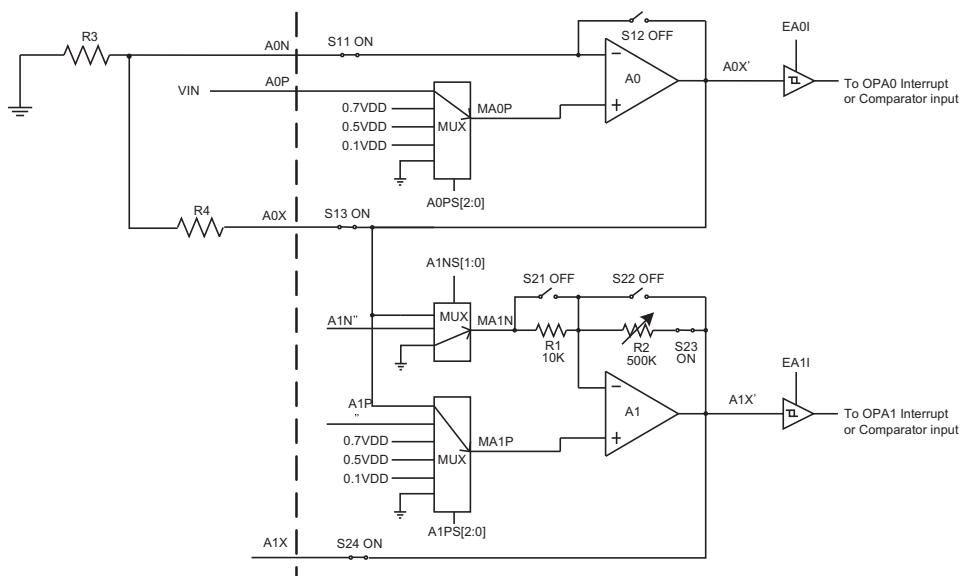 R3
A0N
S11 ON
S12 OFF
EA0I
VIN
A0P
A0
A0X'
To OPA0 Interrupt
or Comparator input
0.7VDD
0.5VDD
0.1VDD
MUX
MA0P
A0PS[2:0]
R4
A0X
S13 ON
A1NS[1:0]
S21 OFF
S22 OFF
A1N"
MUX
MA1N
R1
10K
R2
500K
S23
ON
EA1I
A1P
"
A1
A1X'
To OPA1 Interrupt
or Comparator input
0.7VDD
0.5VDD
0.1VDD
MUX
MA1P
A1PS[2:0]
A1X
S24 ON